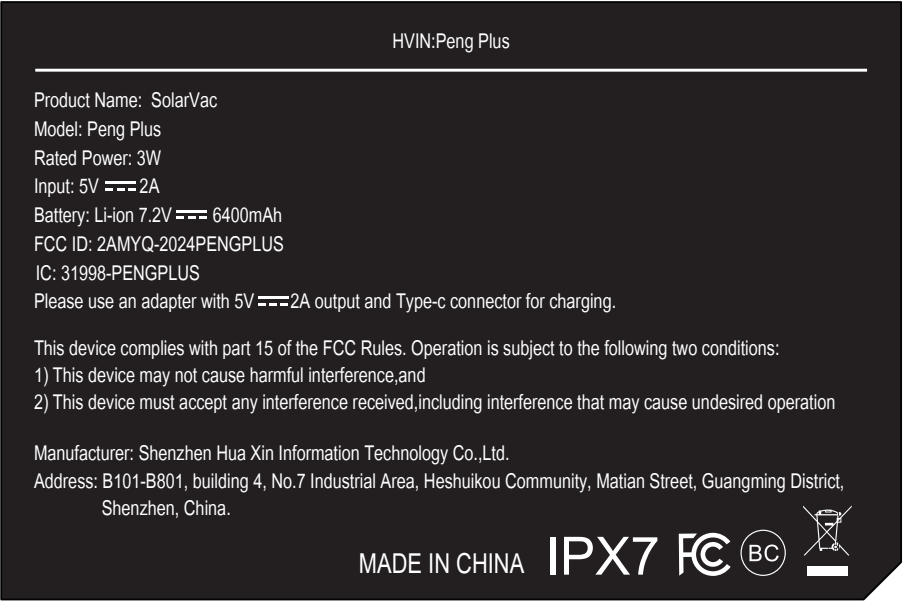 HVIN:Peng Plus
Product Name: SolarVac
Model: Peng Plus
Rated Power: 3W
Input: 5V ⎓ 2A
Battery: Li-ion 7.2V ⎓ 6400mAh
FCC ID: 2AMYQ-2024PENGPLUS
IC: 31998-PENGPLUS
Please use an adapter with 5V ⎓ 2A output and Type-c connector for charging.
This device complies with part 15 of the FCC Rules. Operation is subject to the following two conditions:
1) This device may not cause harmful interference,and
2) This device must accept any interference received,including interference that may cause undesired operation
Manufacturer: Shenzhen Hua Xin Information Technology Co.,Ltd.
Address: B101-B801, building 4, No.7 Industrial Area, Heshuikou Community, Matian Street, Guangming District,
Shenzhen, China.
MADE IN CHINA IPX7 FC BC